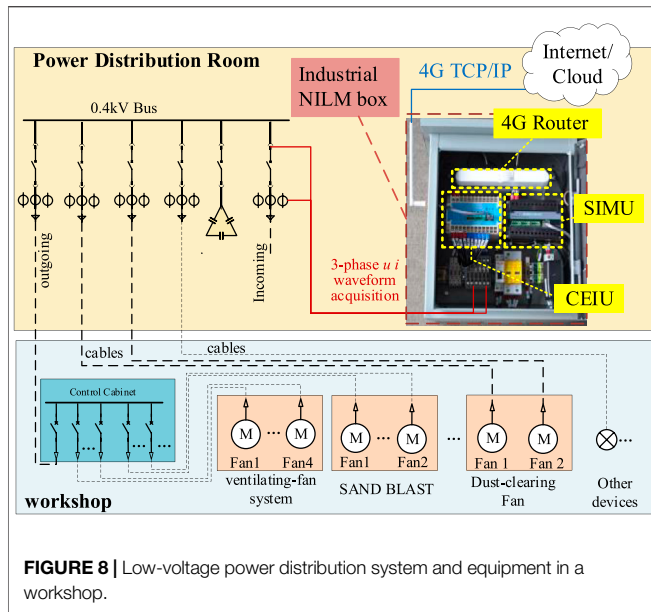 Power Distribution Room
Industrial
NILM box
4G TCP/IP
Internet/
Cloud
0.4kV Bus
4G Router
SIMU
CEIU
outgoing
Incoming
3-phase u i
waveform
acquisition
cables
cables
Control Cabinet
...
...
...
M
...
M
M
...
M
...
M
M
...
Fan1
Fan4
Fan1
Fan2
Fan 1
Fan 2
ventilating-fan
system
SAND BLAST
Dust-clearing
Fan
Other
devices
workshop
FIGURE 8 | Low-voltage power distribution system and equipment in a
workshop.